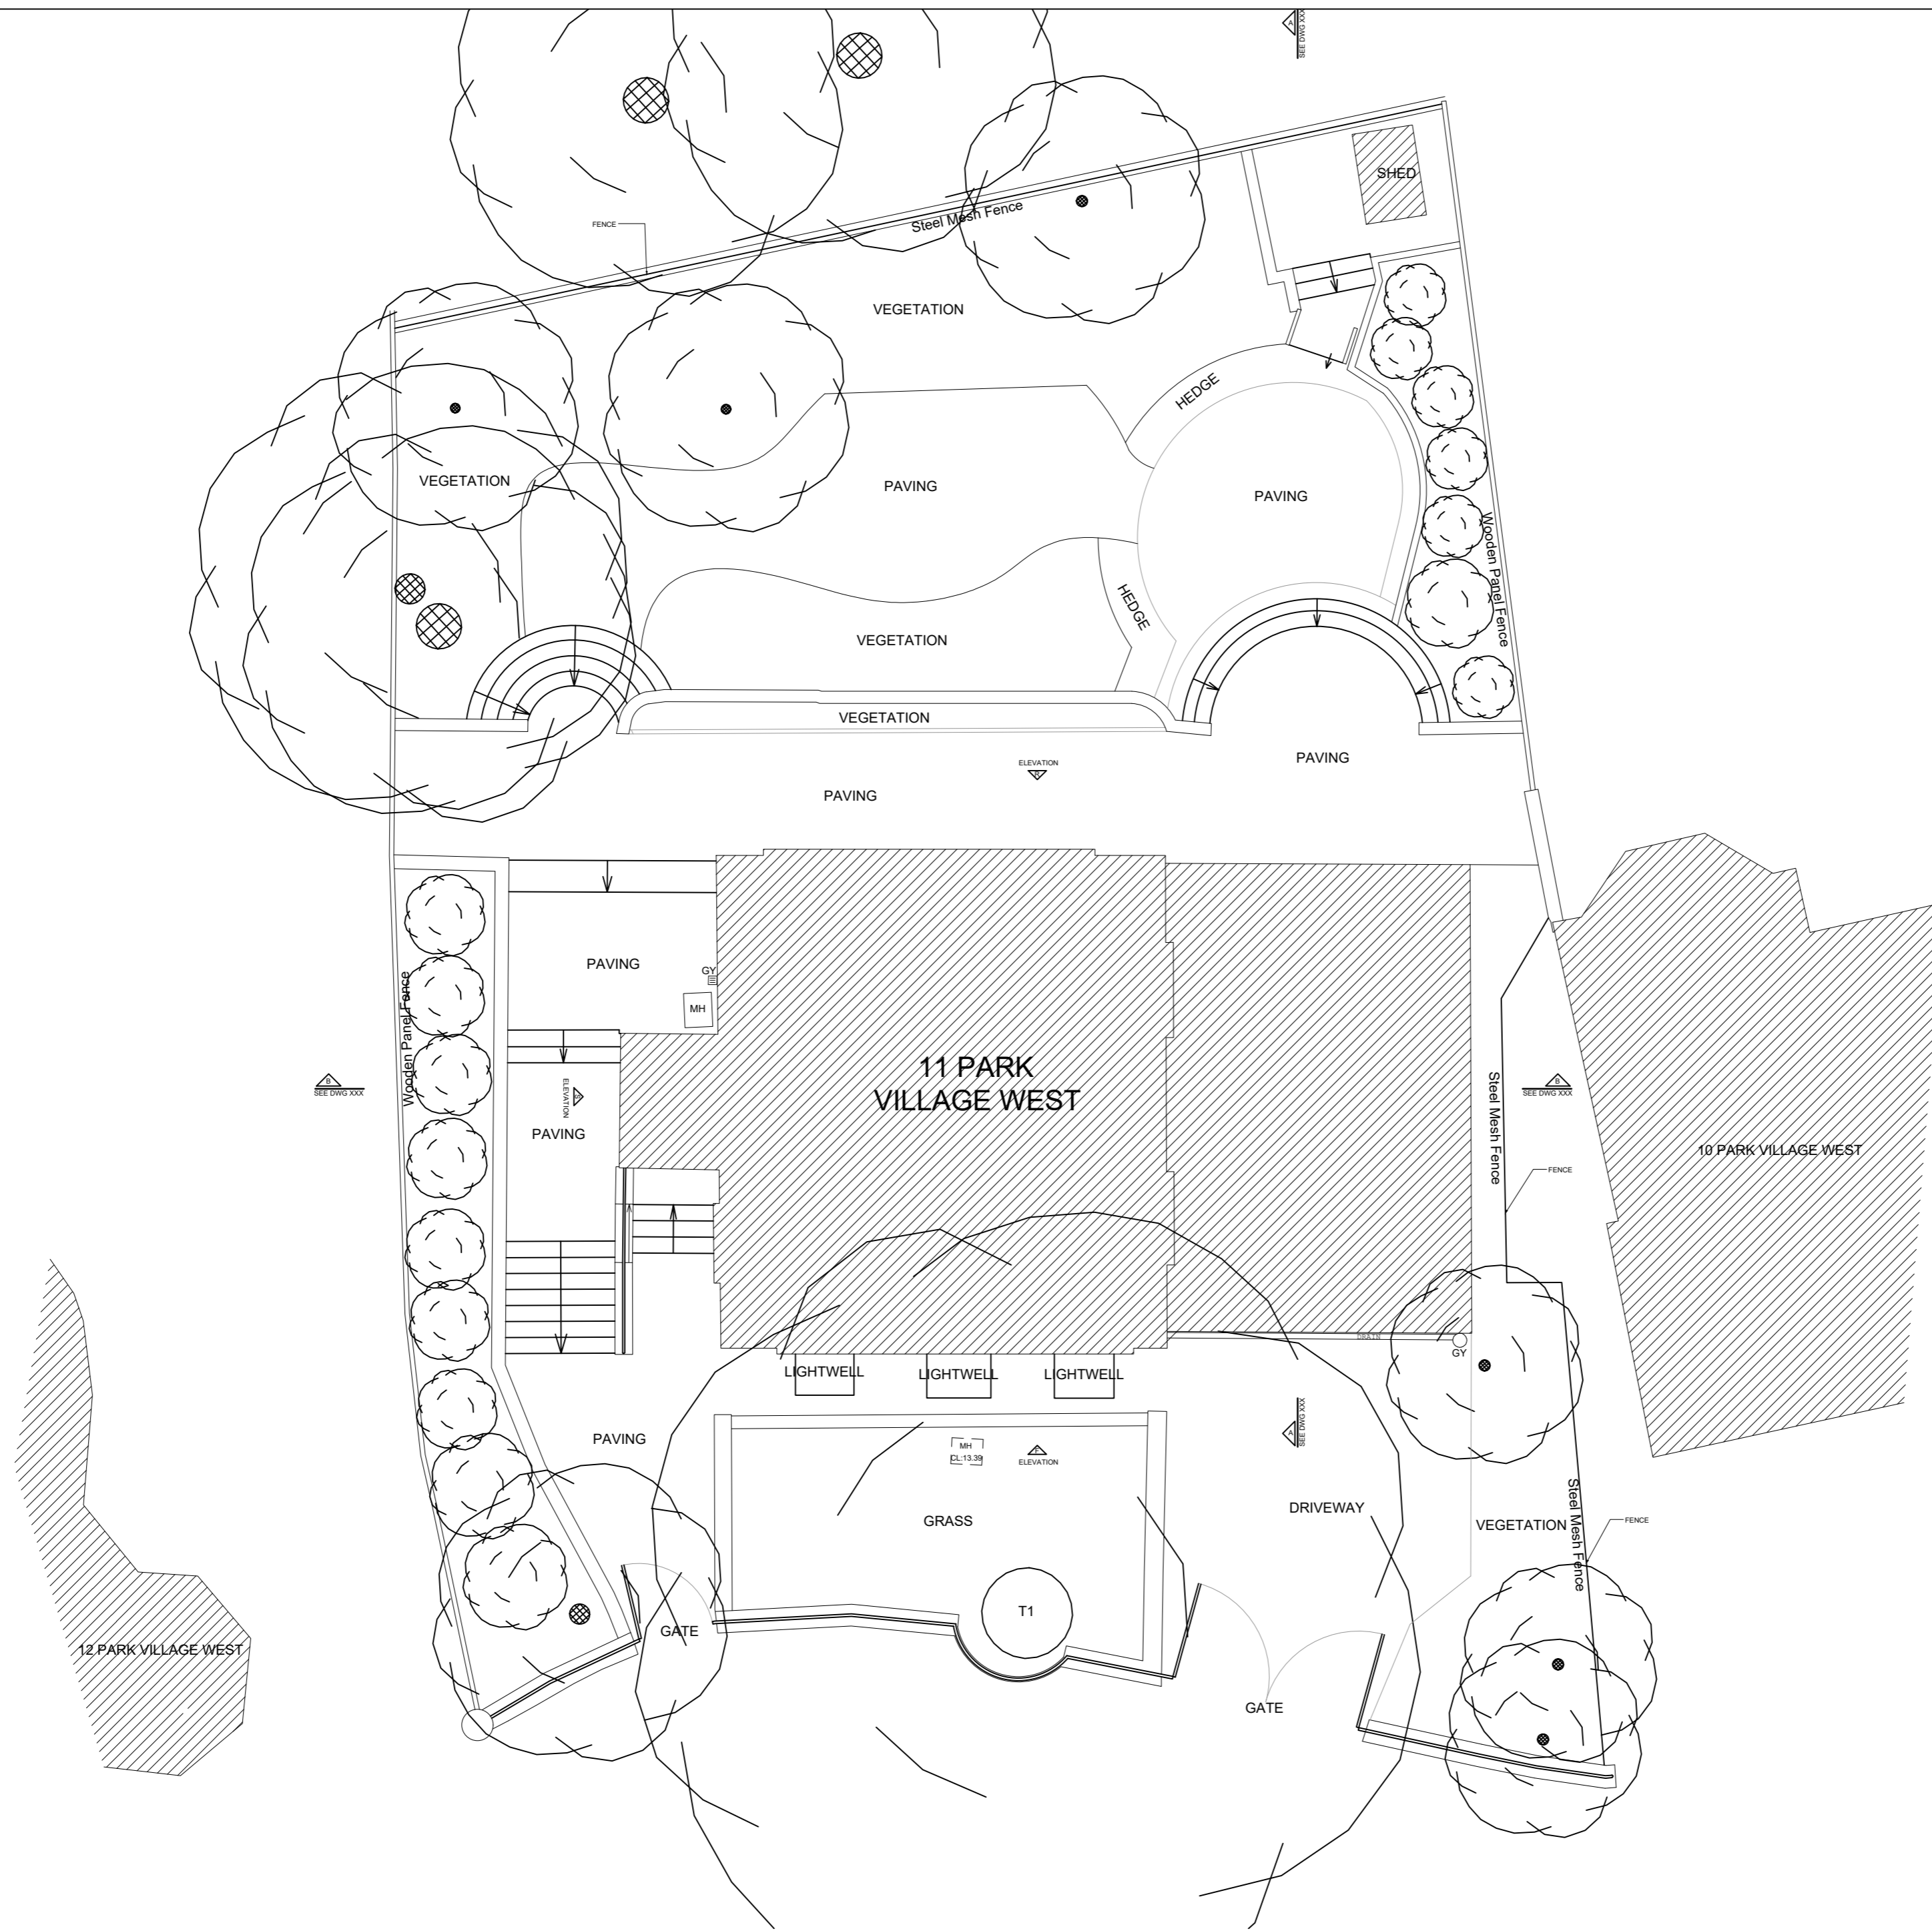 A
SEE DWG XXX
SHED
Steel Mesh Fence
FENCE
VEGETATION
HEDGE
VEGETATION
PAVING
PAVING
Wooden Panel Fence
HEDGE
VEGETATION
VEGETATION
PAVING
ELEVATION
R
PAVING
PAVING
GY
MH
Wooden Panel Fence
11 PARK
VILLAGE WEST
B
SEE DWG XXX
ELEVATION
PAVING
Steel Mesh Fence
B
SEE DWG XXX
10 PARK VILLAGE WEST
FENCE
DRAIN
GY
LIGHTWELL
LIGHTWELL
LIGHTWELL
PAVING
MH
CL:13.39
F
ELEVATION
A
SEE DWG XXX
GRASS
DRIVEWAY
VEGETATION
Steel Mesh Fence
FENCE
T1
GATE
12 PARK VILLAGE WEST
GATE